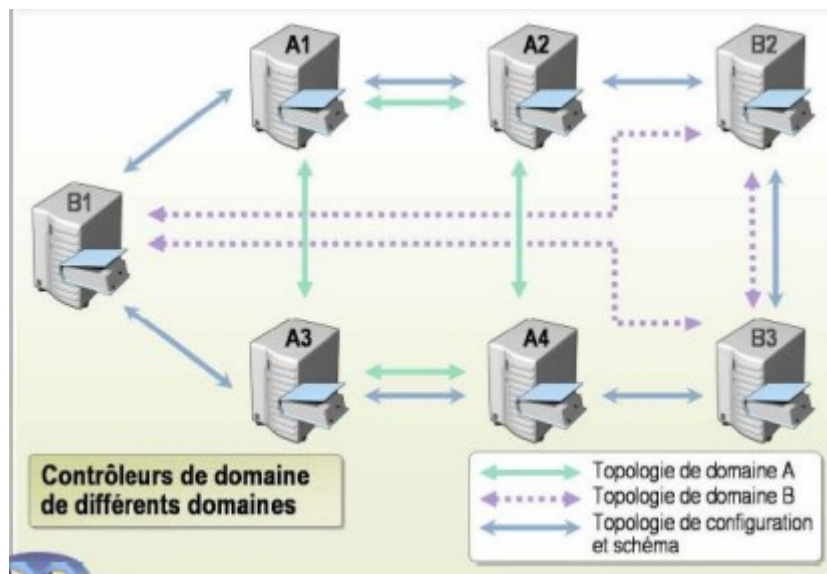 A1
A2
B2
B1
A3
A4
B3
Contrôleurs de domaine
de différents domaines
Topologie de domaine A
Topologie de domaine B
Topologie de configuration
et schéma